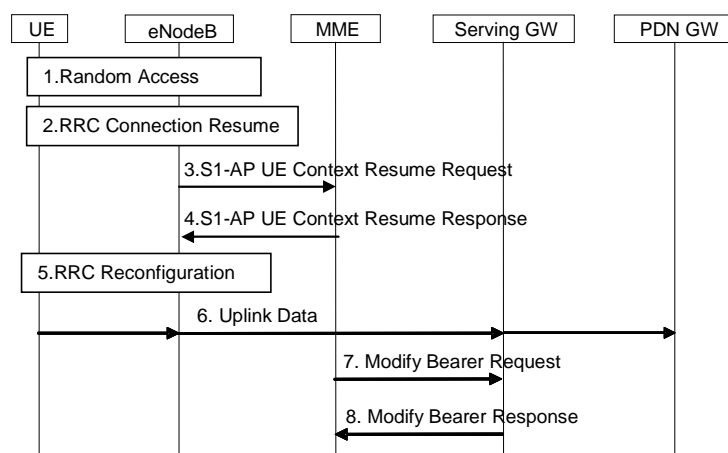 UE
eNodeB
MME
Serving GW
PDN GW
1.Random Access
2.RRC Connection Resume
3.S1-AP UE Context Resume Request
4.S1-AP UE Context Resume Response
5.RRC Reconfiguration
6. Uplink Data
7. Modify Bearer Request
8. Modify Bearer Response